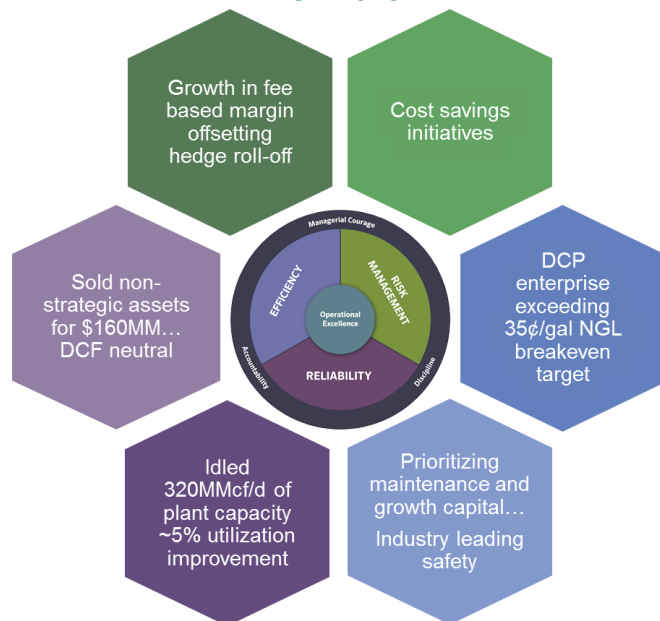 Growth in fee
based margin
offsetting
hedge roll-off
Cost savings
initiatives
Sold non-
strategic assets
for $160MM...
DCF neutral
Managerial Courage
EFFICIENCY
RISK
MANAGEMENT
Operational
Excellence
RELIABILITY
Accountability
Discipline
DCP
enterprise
exceeding
35¢/gal NGL
breakeven
target
Idled
320MMcf/d of
plant capacity
~5% utilization
improvement
Prioritizing
maintenance and
growth capital...
Industry leading
safety